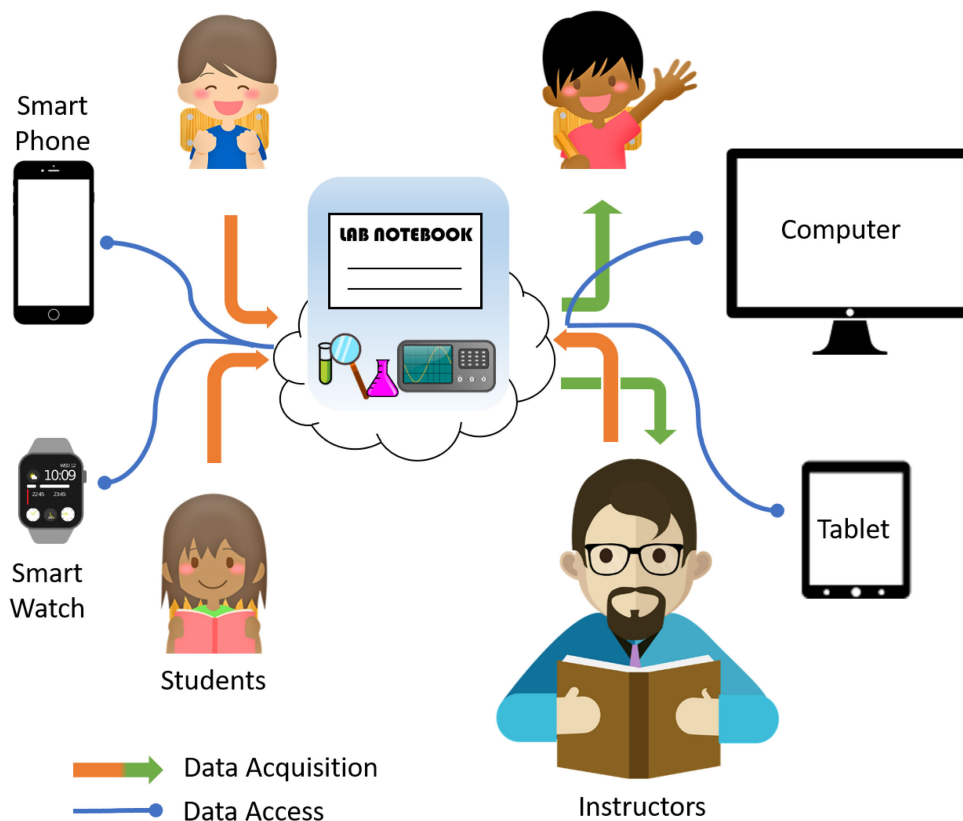 Smart
Phone
LAB NOTEBOOK
Computer
WED 12
10:09
22:45 23:45
Smart
Watch
Tablet
Students
Instructors
Data Acquisition
Data Access